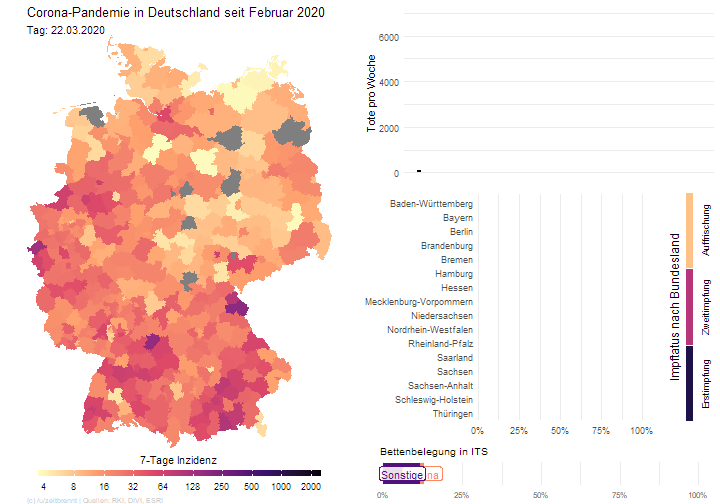 Corona-Pandemie in Deutschland seit Februar 2020
Tag: 22.03.2020
7-Tage Inzidenz
4 8 16 32 64 128 250 500 1000 2000
Tote pro Woche
6000
4000
2000
0
Baden-Württemberg
Bayern
Berlin
Brandenburg
Bremen
Hamburg
Hessen
Mecklenburg-Vorpommern
Niedersachsen
Nordrhein-Westfalen
Rheinland-Pfalz
Saarland
Sachsen
Sachsen-Anhalt
Schleswig-Holstein
Thüringen
0% 25% 50% 75% 100%
Impfstatus nach Bundesland
Auffrischung
Zweitimpfung
Erstimpfung
Bettenbelegung in ITS
Sonstige
0% 25% 50% 75% 100%
Quellen: RKI, DIVI, ESRI